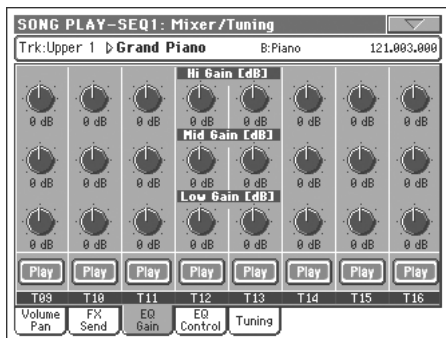 SONG PLAY-SEQ1: Mixer/Tuning
Trk:Upper 1 ▷Grand Piano B:Piano 121.003.000
Hi Gain [dB]
0 dB 0 dB 0 dB 0 dB 0 dB 0 dB 0 dB 0 dB
Mid Gain [dB]
0 dB 0 dB 0 dB 0 dB 0 dB 0 dB 0 dB 0 dB
Low Gain [dB]
0 dB 0 dB 0 dB 0 dB 0 dB 0 dB 0 dB 0 dB
Play Play Play Play Play Play Play Play
T09 T10 T11 T12 T13 T14 T15 T16
Volume FX EQ EQ Tuning
Pan Send Gain Control